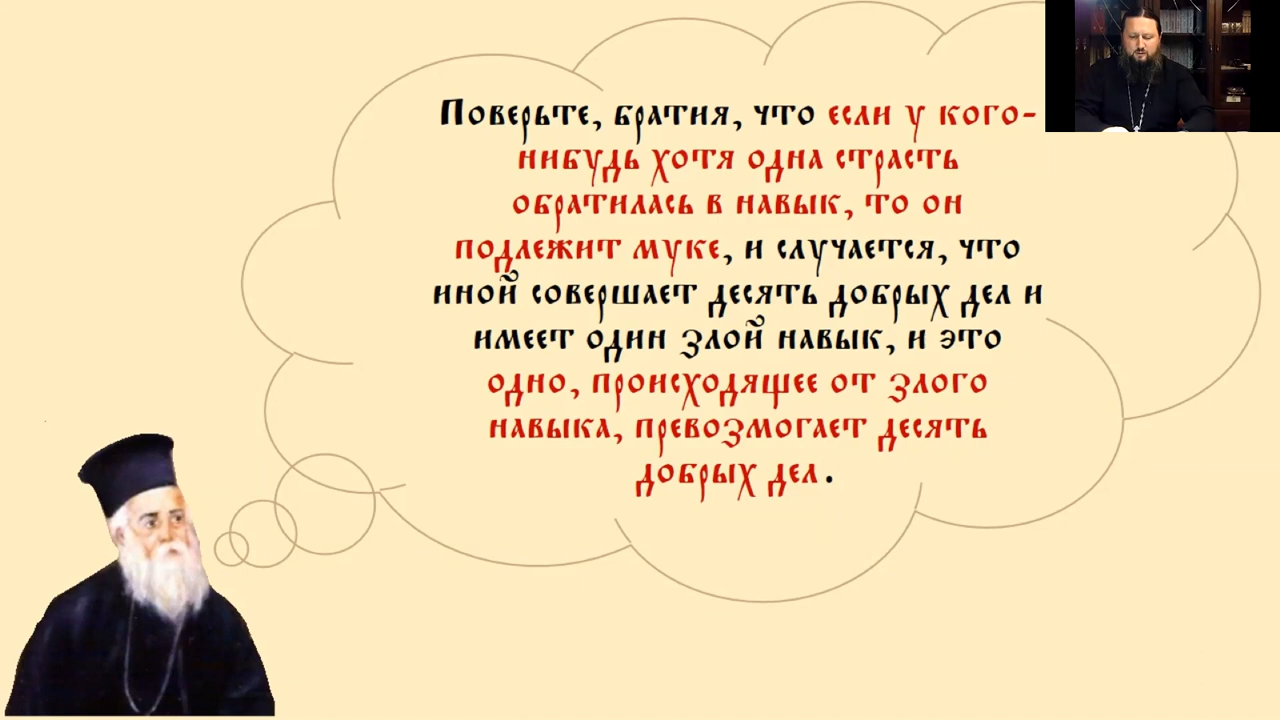 Поверьте, братия, что если у кого-
нибудь хотя одна страсть
обратилась в навык, то он
подлежит муке, и случается, что
иной совершает десять добрых дел и
имеет один злой навык, и это
одно, происходящее от злого
навыка, превозмогает десять
добрых дел.